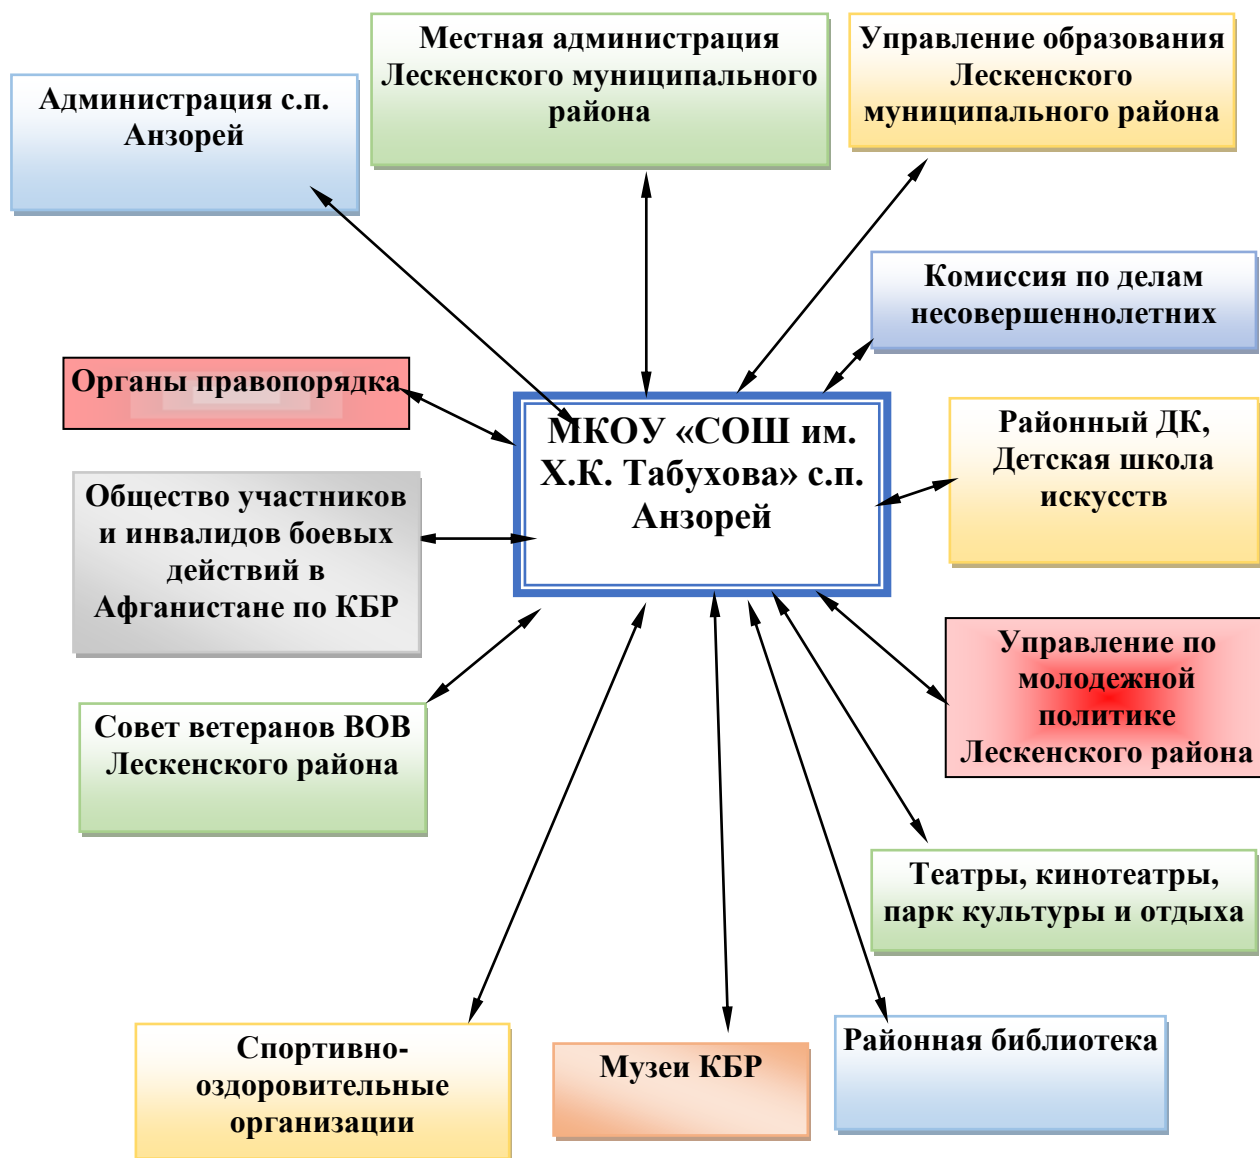 Местная администрация
Лескенского муниципального
района
Управление образования
Лескенского
муниципального района
Администрация с.п.
Анзорей
Комиссия по делам
несовершеннолетних
Органы правопорядка
МКОУ «СОШ им.
Х.К. Табухова» с.п.
Анзорей
Районный ДК,
Детская школа
искусств
Общество участников
и инвалидов боевых
действий в
Афганистане по КБР
Управление по
молодежной
политике
Лескенского района
Совет ветеранов ВОВ
Лескенского района
Театры, кинотеатры,
парк культуры и отдыха
Спортивно-
оздоровительные
организации
Музеи КБР
Районная библиотека